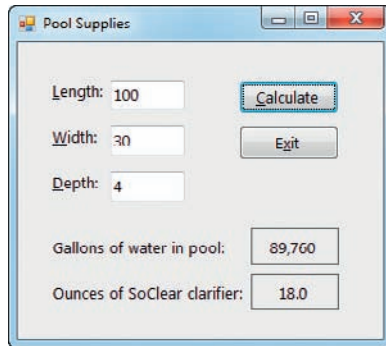 Pool Supplies
Length: 100
Calculate
Width: 30
Exit
Depth: 4
Gallons of water in pool: 89,760
Ounces of SoClear clarifier: 18.0